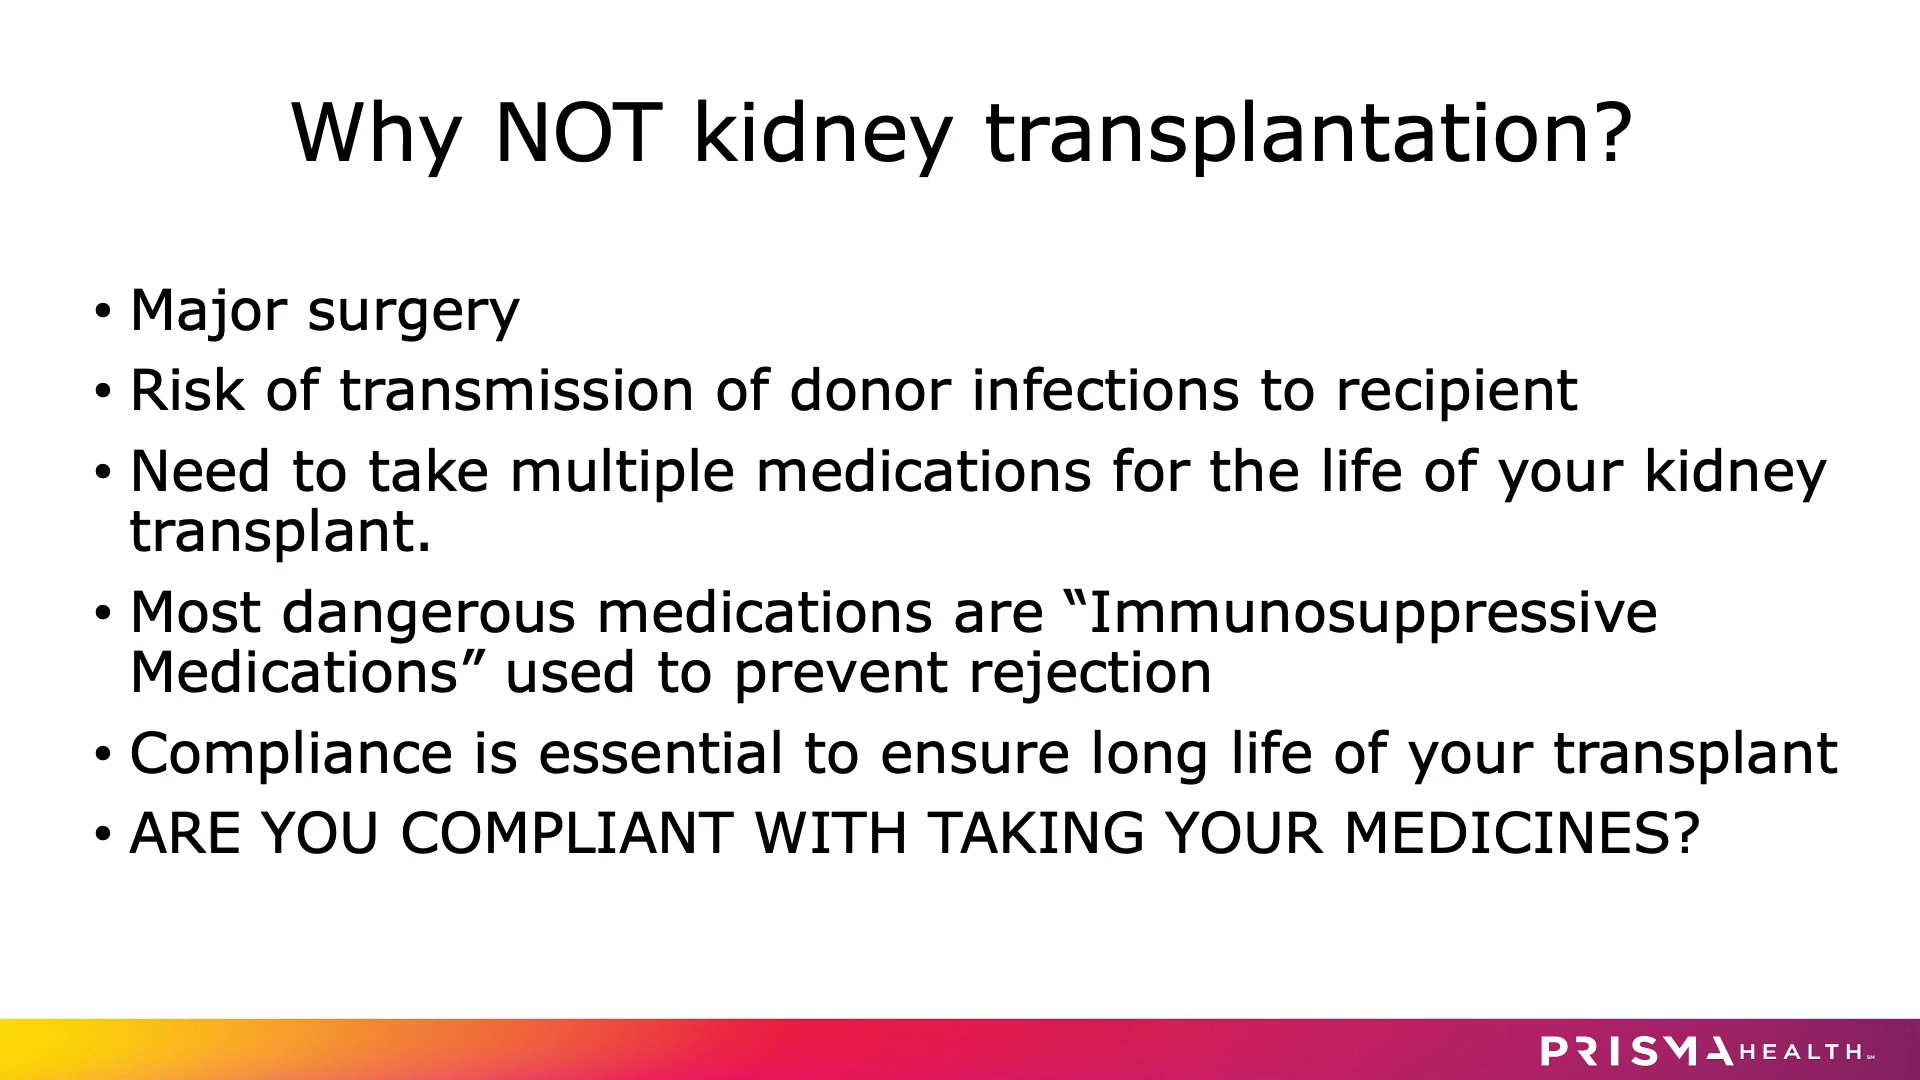 Why NOT kidney transplantation?
• Major surgery
• Risk of transmission of donor infections to recipient
• Need to take multiple medications for the life of your kidney
transplant.
• Most dangerous medications are “Immunosuppressive
Medications” used to prevent rejection
• Compliance is essential to ensure long life of your transplant
• ARE YOU COMPLIANT WITH TAKING YOUR MEDICINES?
PRISMA HEALTH℠